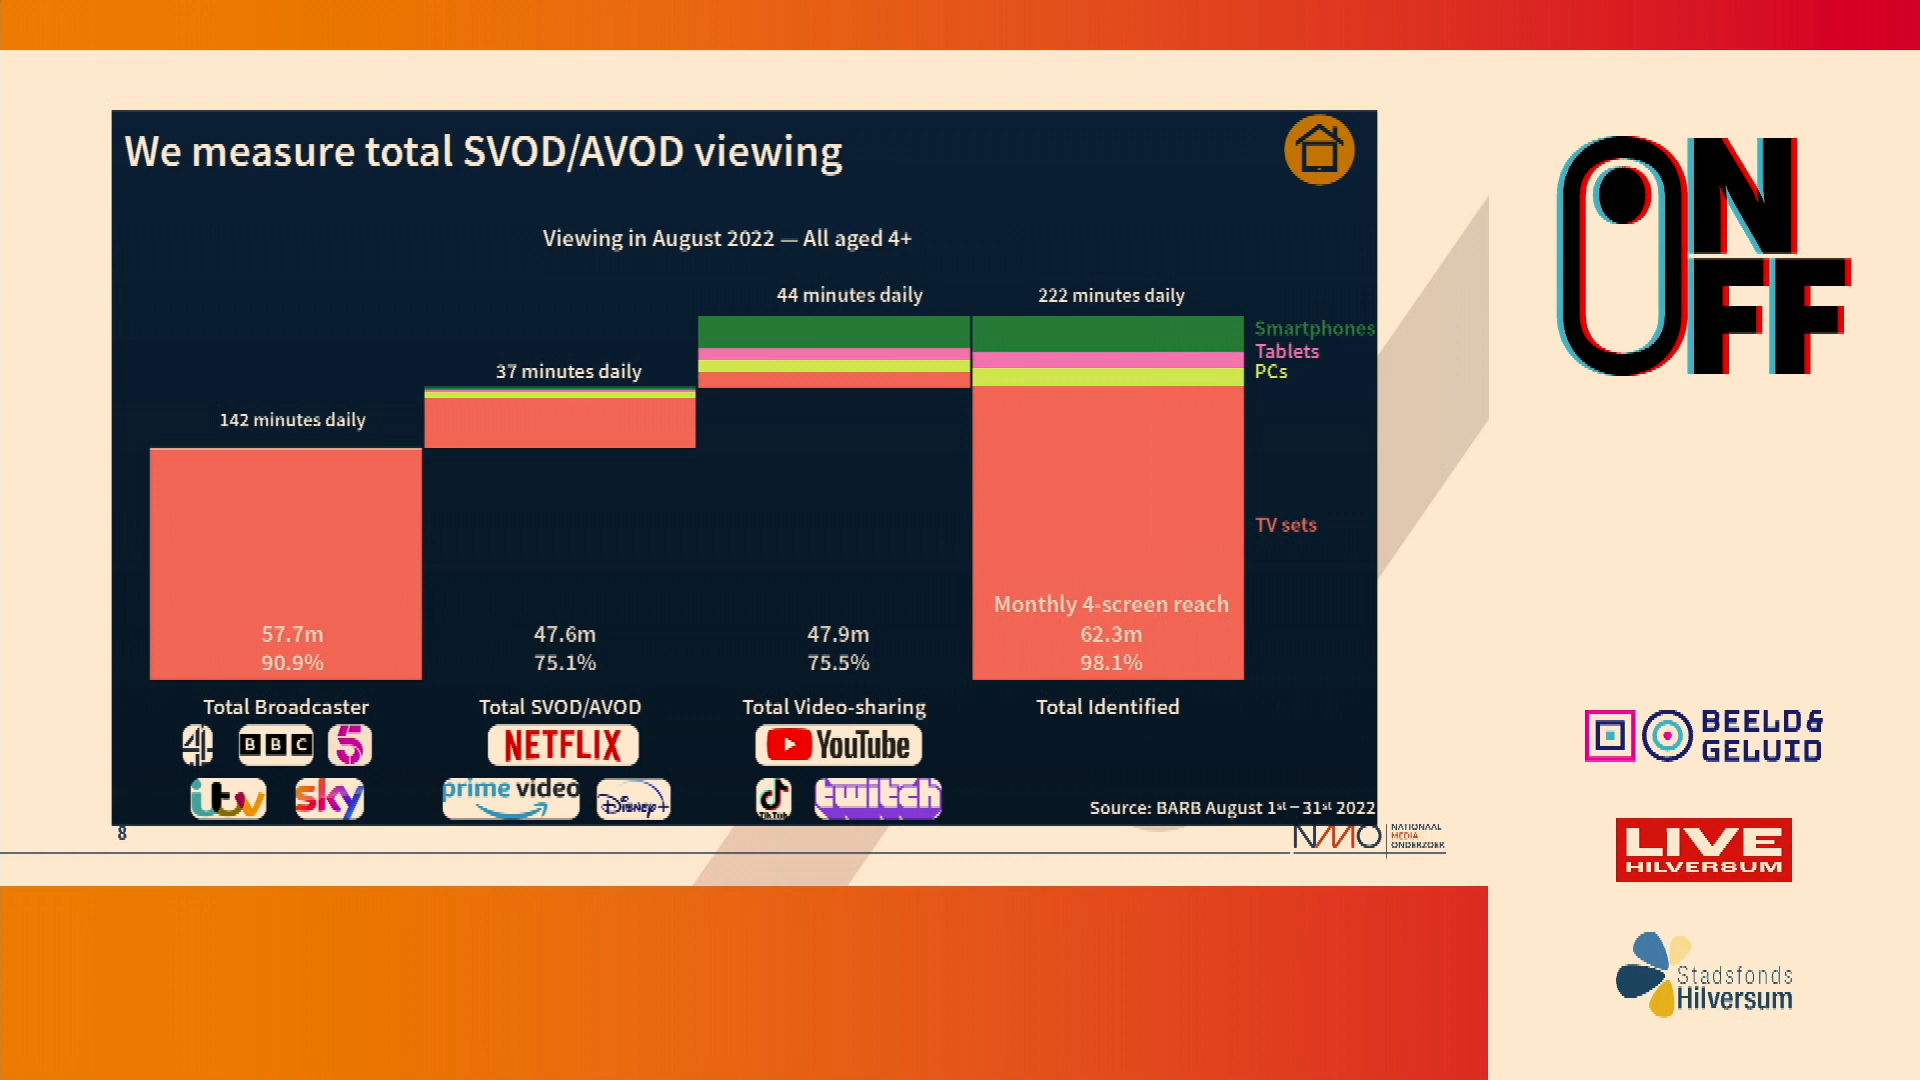 We measure total SVOD/AVOD viewing
Viewing in August 2022 — All aged 4+
44 minutes daily
222 minutes daily
Smartphones
Tablets
PCs
37 minutes daily
142 minutes daily
TV sets
Monthly 4-screen reach
57.7m
47.6m
47.9m
62.3m
90.9%
75.1%
75.5%
98.1%
Total Broadcaster
Total SVOD/AVOD
Total Video-sharing
Total Identified
4
BBC
5
NETFLIX
YouTube
itv
sky
prime video
Disney+
TikTok
twitch
Source: BARB August 1st – 31st 2022
8
NMO
NATIONAAL
MEDIA
ONDERZOEK
ON
OFF
BEELD&
GELUID
LIVE
HILVERSUM
Stadsfonds
Hilversum